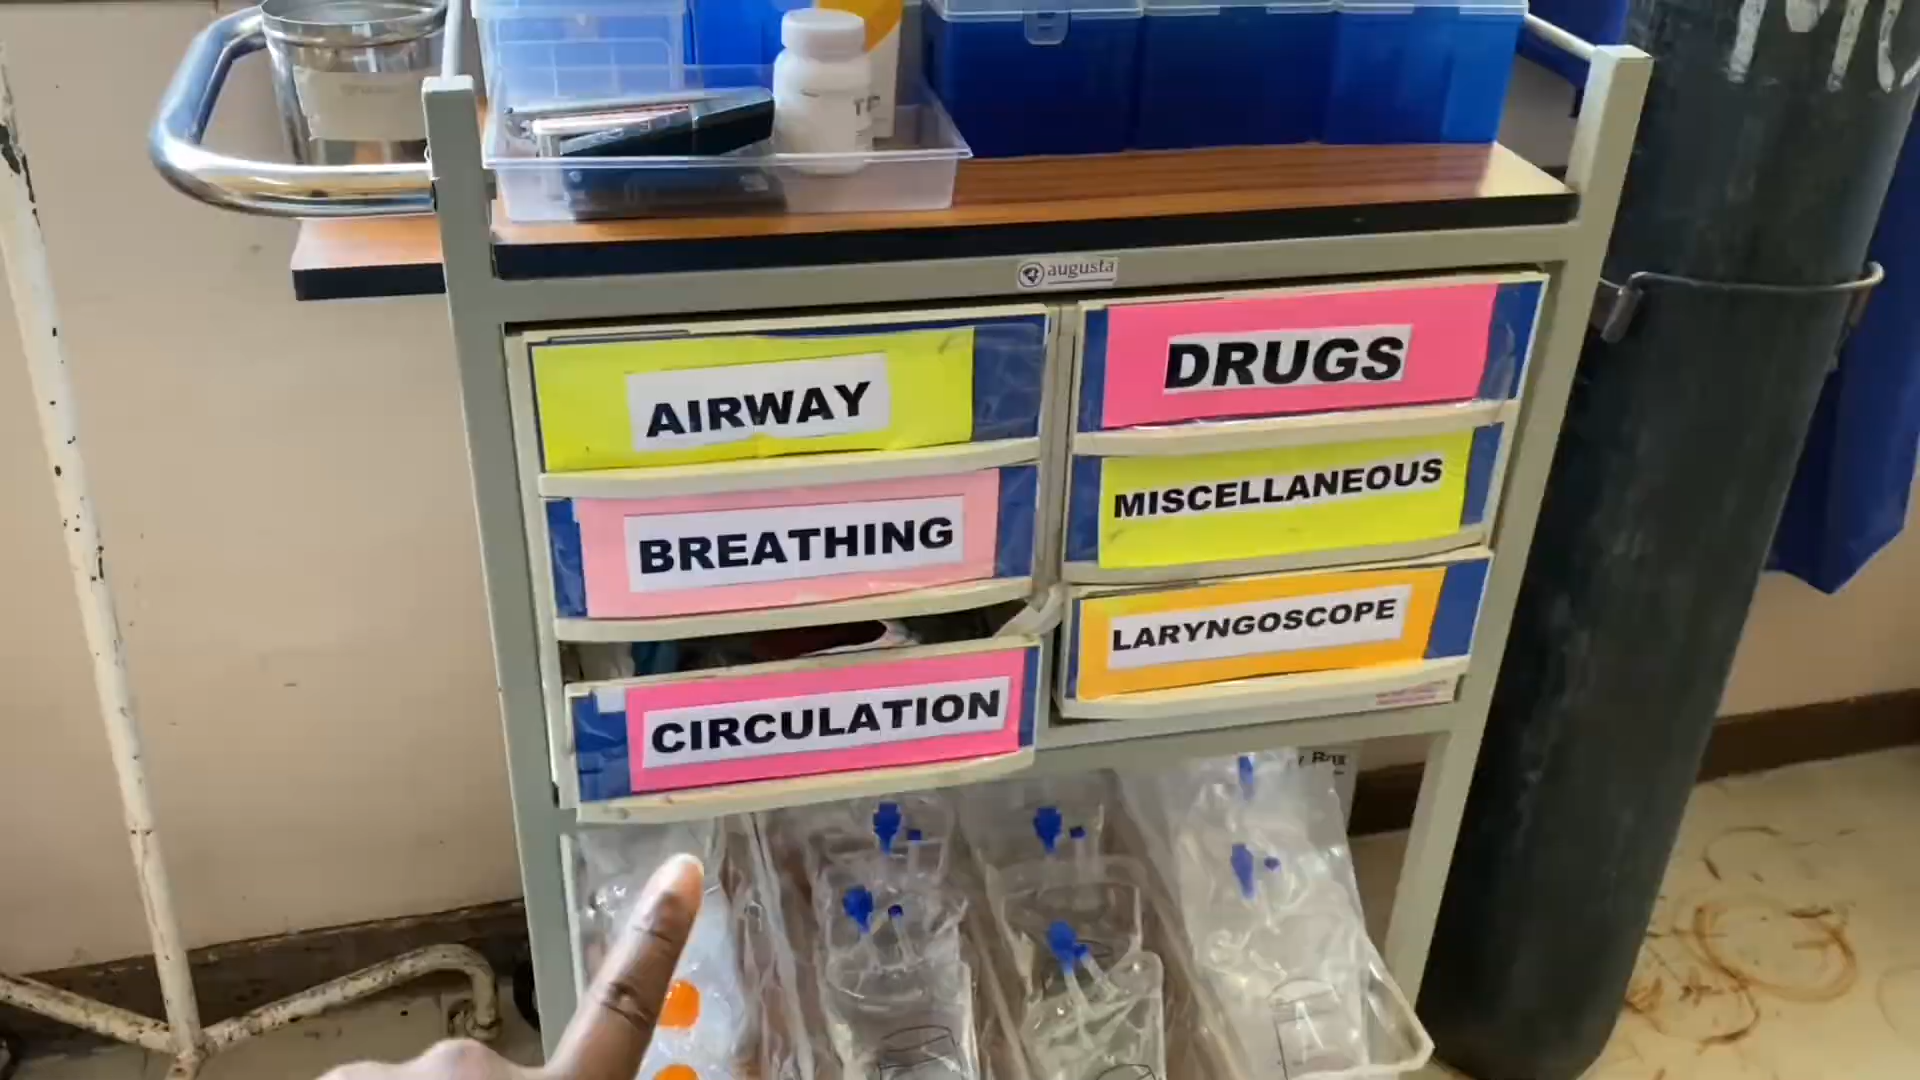 augusta
AIRWAY
DRUGS
BREATHING
MISCELLANEOUS
CIRCULATION
LARYNGOSCOPE